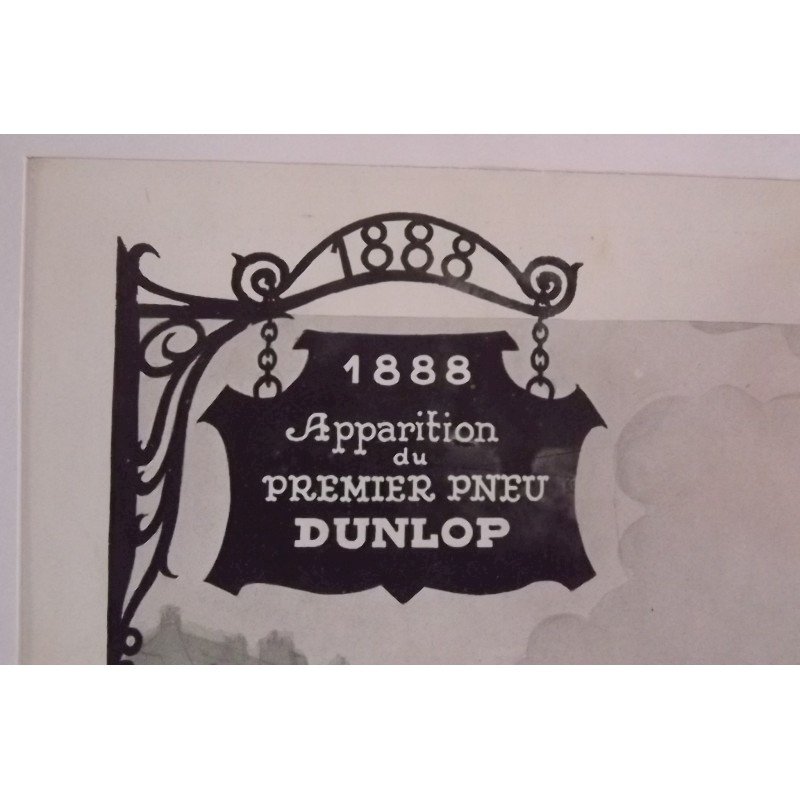 1888
1888
Apparition
du
PREMIER PNEU
DUNLOP